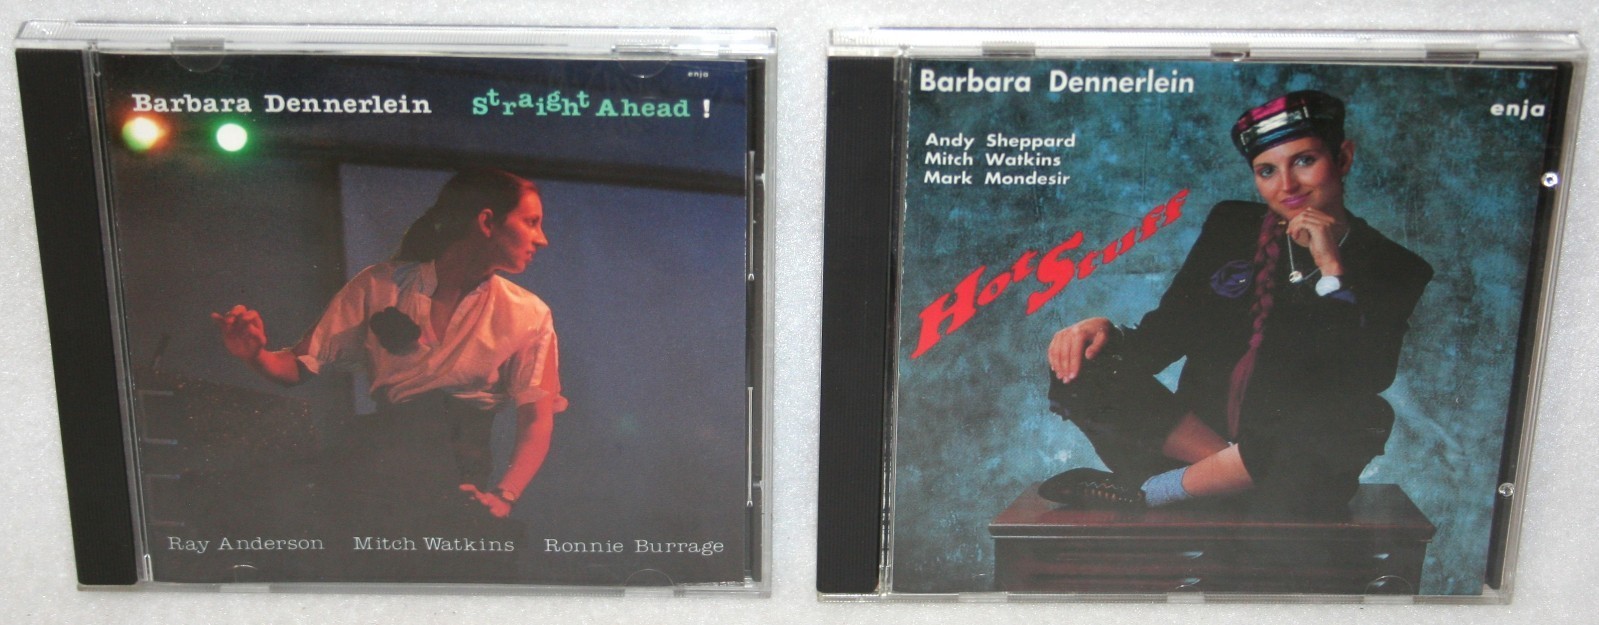 enja
Barbara Dennerlein Straight Ahead !
Ray Anderson Mitch Watkins Ronnie Burrage
Barbara Dennerlein
enja
Andy Sheppard
Mitch Watkins
Mark Mondesir
Hot Stuff